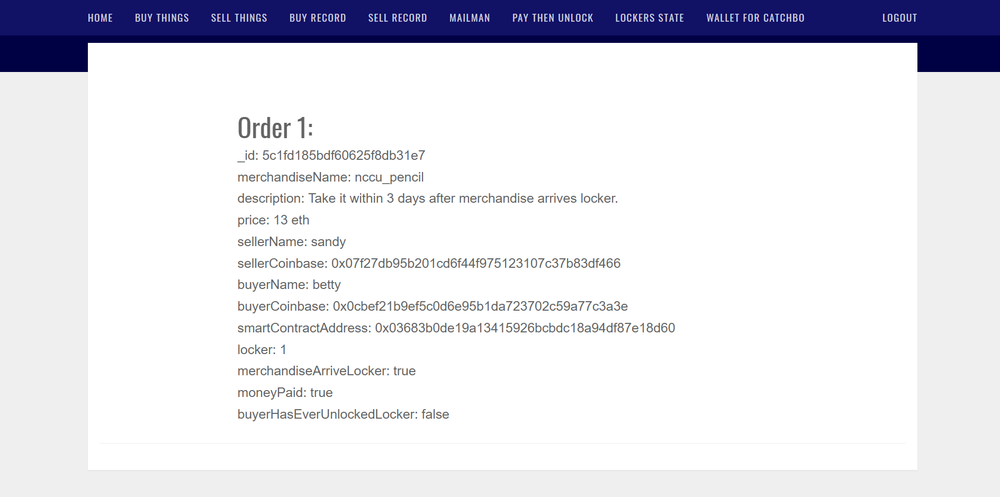 HOME BUY THINGS SELL THINGS BUY RECORD SELL RECORD MAILMAN PAY THEN UNLOCK LOCKERS STATE WALLET FOR CATCHBO LOGOUT
Order 1:
_id: 5c1fd185bdf60625f8db31e7
merchandiseName: nccu_pencil
description: Take it within 3 days after merchandise arrives locker.
price: 13 eth
sellerName: sandy
sellerCoinbase: 0x07f27db95b201cd6f44f975123107c37b83df466
buyerName: betty
buyerCoinbase: 0x0cbef21b9ef5c0d6e95b1da723702c59a77c3a3e
smartContractAddress: 0x03683b0de19a13415926bcbdc18a94df87e18d60
locker: 1
merchandiseArriveLocker: true
moneyPaid: true
buyerHasEverUnlockedLocker: false